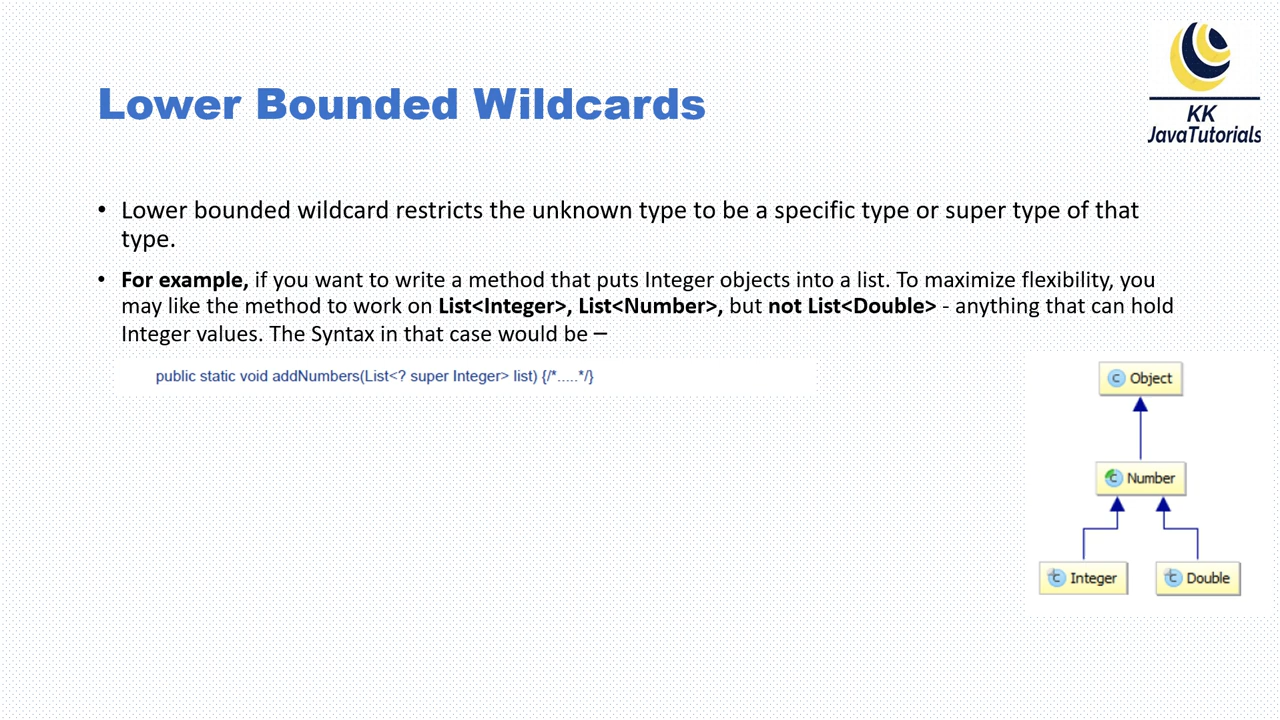 KK
JavaTutorials
Lower Bounded Wildcards
• Lower bounded wildcard restricts the unknown type to be a specific type or super type of that
type.
• For example, if you want to write a method that puts Integer objects into a list. To maximize flexibility, you
may like the method to work on List<Integer>, List<Number>, but not List<Double> - anything that can hold
Integer values. The Syntax in that case would be –
public static void addNumbers(List<? super Integer> list) {/*.....*/}
C Object
C Number
C Integer
C Double